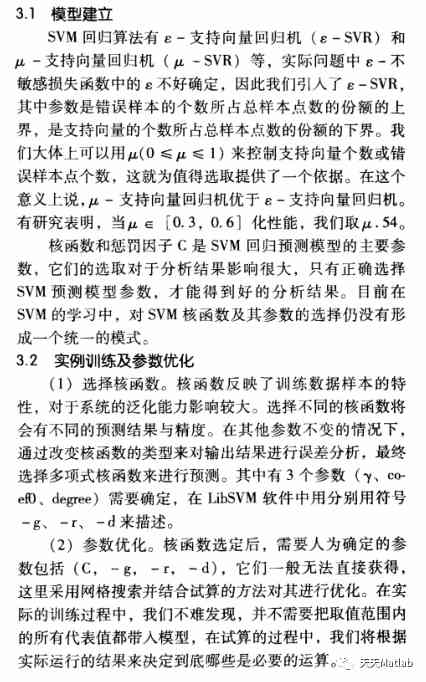 3.1 模型建立
SVM 回归算法有 ε-支持向量回归机（ε-SVR）和
μ-支持向量回归机（μ-SVR）等，实际问题中 ε-不
敏感损失函数中的 ε 不好确定，因此我们引入了 ε-SVR，
其中参数是错误样本的个数所占总样本点数的份额的上
界，是支持向量的个数所占总样本点数的份额的下界。我
们大体上可以用 μ(0≤μ≤1) 来控制支持向量个数或错
误样点个数，这就为值得选取提供了一个依据。在这个
意义上说，μ-支持向量回归机优于 ε-支持向量回归机。
有研究表明，当 μ∈[0.3, 0.6] 化性能，我们取 μ.54。
核函数和惩罚因子 C 是 SVM 回归预测模型的主要参
数，它们的选取对于分析结果影响很大，只有正确选择
SVM 预测模型参数，才能得到好的分析结果。目前在
SVM 的学习中，对 SVM 核函数及其参数的选择仍没有形
成一个统一的模式。
3.2 实例训练及参数优化
（1）选择核函数。核函数反映了训练数据样本的特
性，对于系统的泛化能力影响较大。选择不同的核函数将
会有不同的预测结果与精度。在其他参数不变的情况下，
通过改变核函数的类型来对输出结果进行误差分析，最终
选择多项式核函数来进行预测。其中有 3 个参数（γ、co-
ef0、degree）需要确定，在 LibSVM 软件中用分别用符号
-g、-r、-d 来描述。
（2）参数优化。核函数选定后，需要人为确定的参
数包括（C，-g，-r，-d），它们一般无法直接获得，
这里采用网格搜索并结合试算的方法对其进行优化。在实
际的训练过程中，我们不难发现，并不需要把取值范围内
的所有代表值都带入模型，在试算的过程中，我们将根据
实际运行的结果来决定到底哪些是必要的运算。
天天Matlab